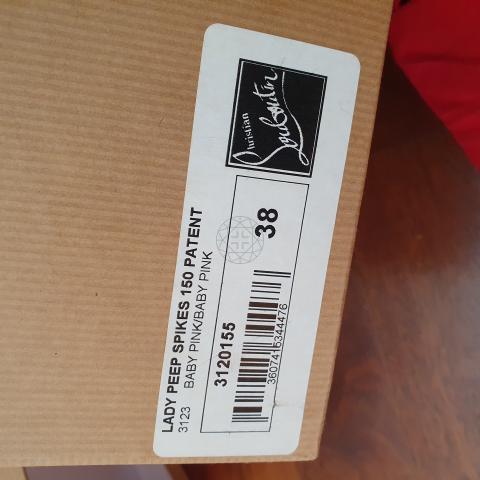 Christian
Louboutin
LADY PEEP SPIKES 150 PATENT
3123 BABY PINK/BABY PINK
38
3120155
3607415344476